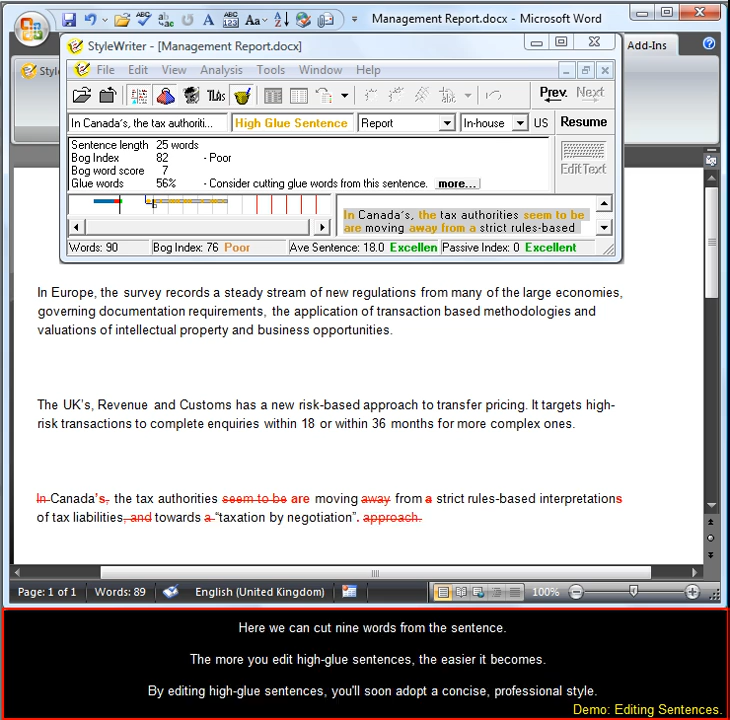 Management Report.docx - Microsoft Word
Add-Ins
StyleWriter - [Management Report.docx]
File Edit View Analysis Tools Window Help
TLAs
Prev. Next
In Canada's, the tax authoriti... High Glue Sentence Report In-house US Resume
Sentence length 25 words
Bog Index 82 - Poor
Bog word score 7
Glue words 56% - Consider cutting glue words from this sentence. more...
EditText
In Canada's, the tax authorities seem to be
are moving away from a strict rules-based
Words: 90 Bog Index: 76 Poor Ave Sentence: 18.0 Excellen Passive Index: 0 Excellent
In Europe, the survey records a steady stream of new regulations from many of the large economies,
governing documentation requirements, the application of transaction based methodologies and
valuations of intellectual property and business opportunities.
The UK's, Revenue and Customs has a new risk-based approach to transfer pricing. It targets high-
risk transactions to complete enquiries within 18 or within 36 months for more complex ones.
In Canada's, the tax authorities seem to be are moving away from a strict rules-based interpretations
of tax liabilities, and towards a "taxation by negotiation". approach.
Page: 1 of 1 Words: 89 English (United Kingdom) 100%
Here we can cut nine words from the sentence.
The more you edit high-glue sentences, the easier it becomes.
By editing high-glue sentences, you'll soon adopt a concise, professional style.
Demo: Editing Sentences.